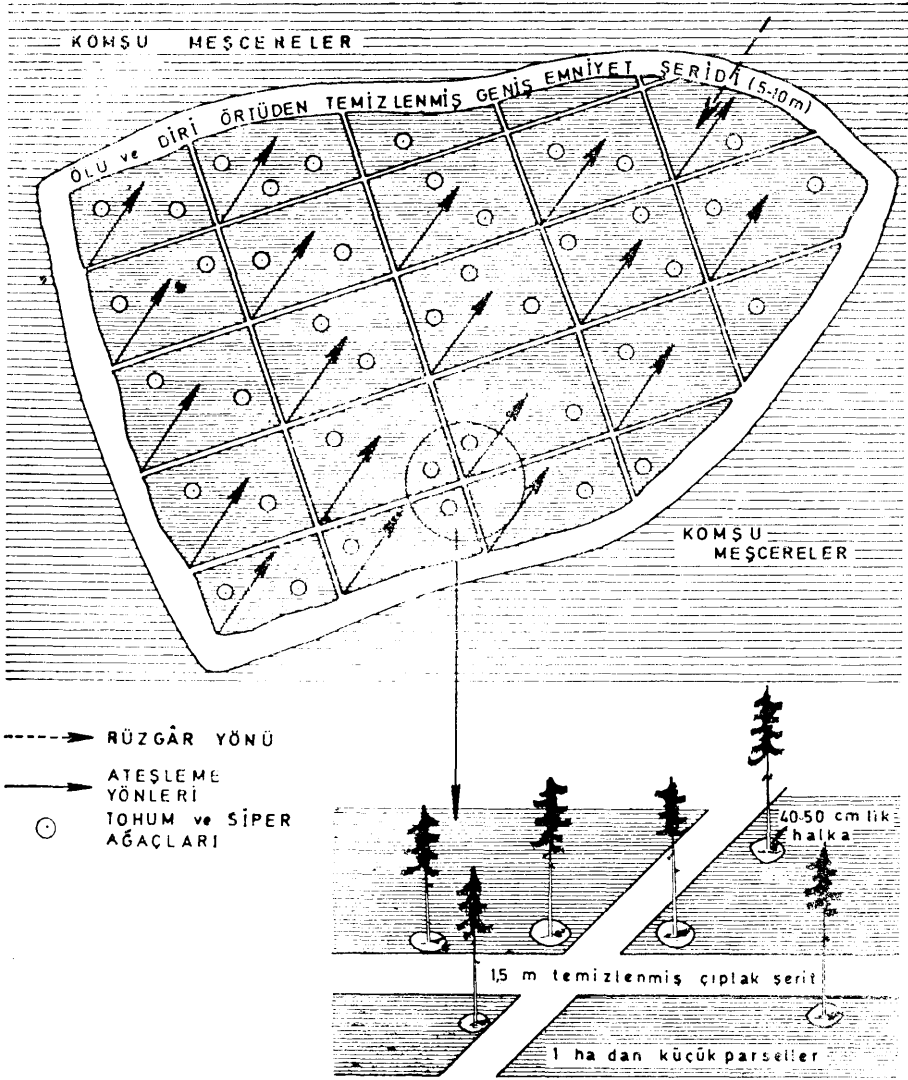 KOMŞU MEŞCERELER
ÖLÜ ve DİRİ ÖRTÜDEN TEMİZLENMİŞ GENİŞ EMNİYET ŞERİDİ (5-10m)
KOMŞU
MEŞCERELER
RÜZGÂR YÖNÜ
ATEŞLEME
YÖNLERİ
TOHUM ve SİPER
AĞAÇLARI
40-50 cm lik
halka
1,5 m temizlenmiş çıplak şerit
1 ha dan küçük parseller